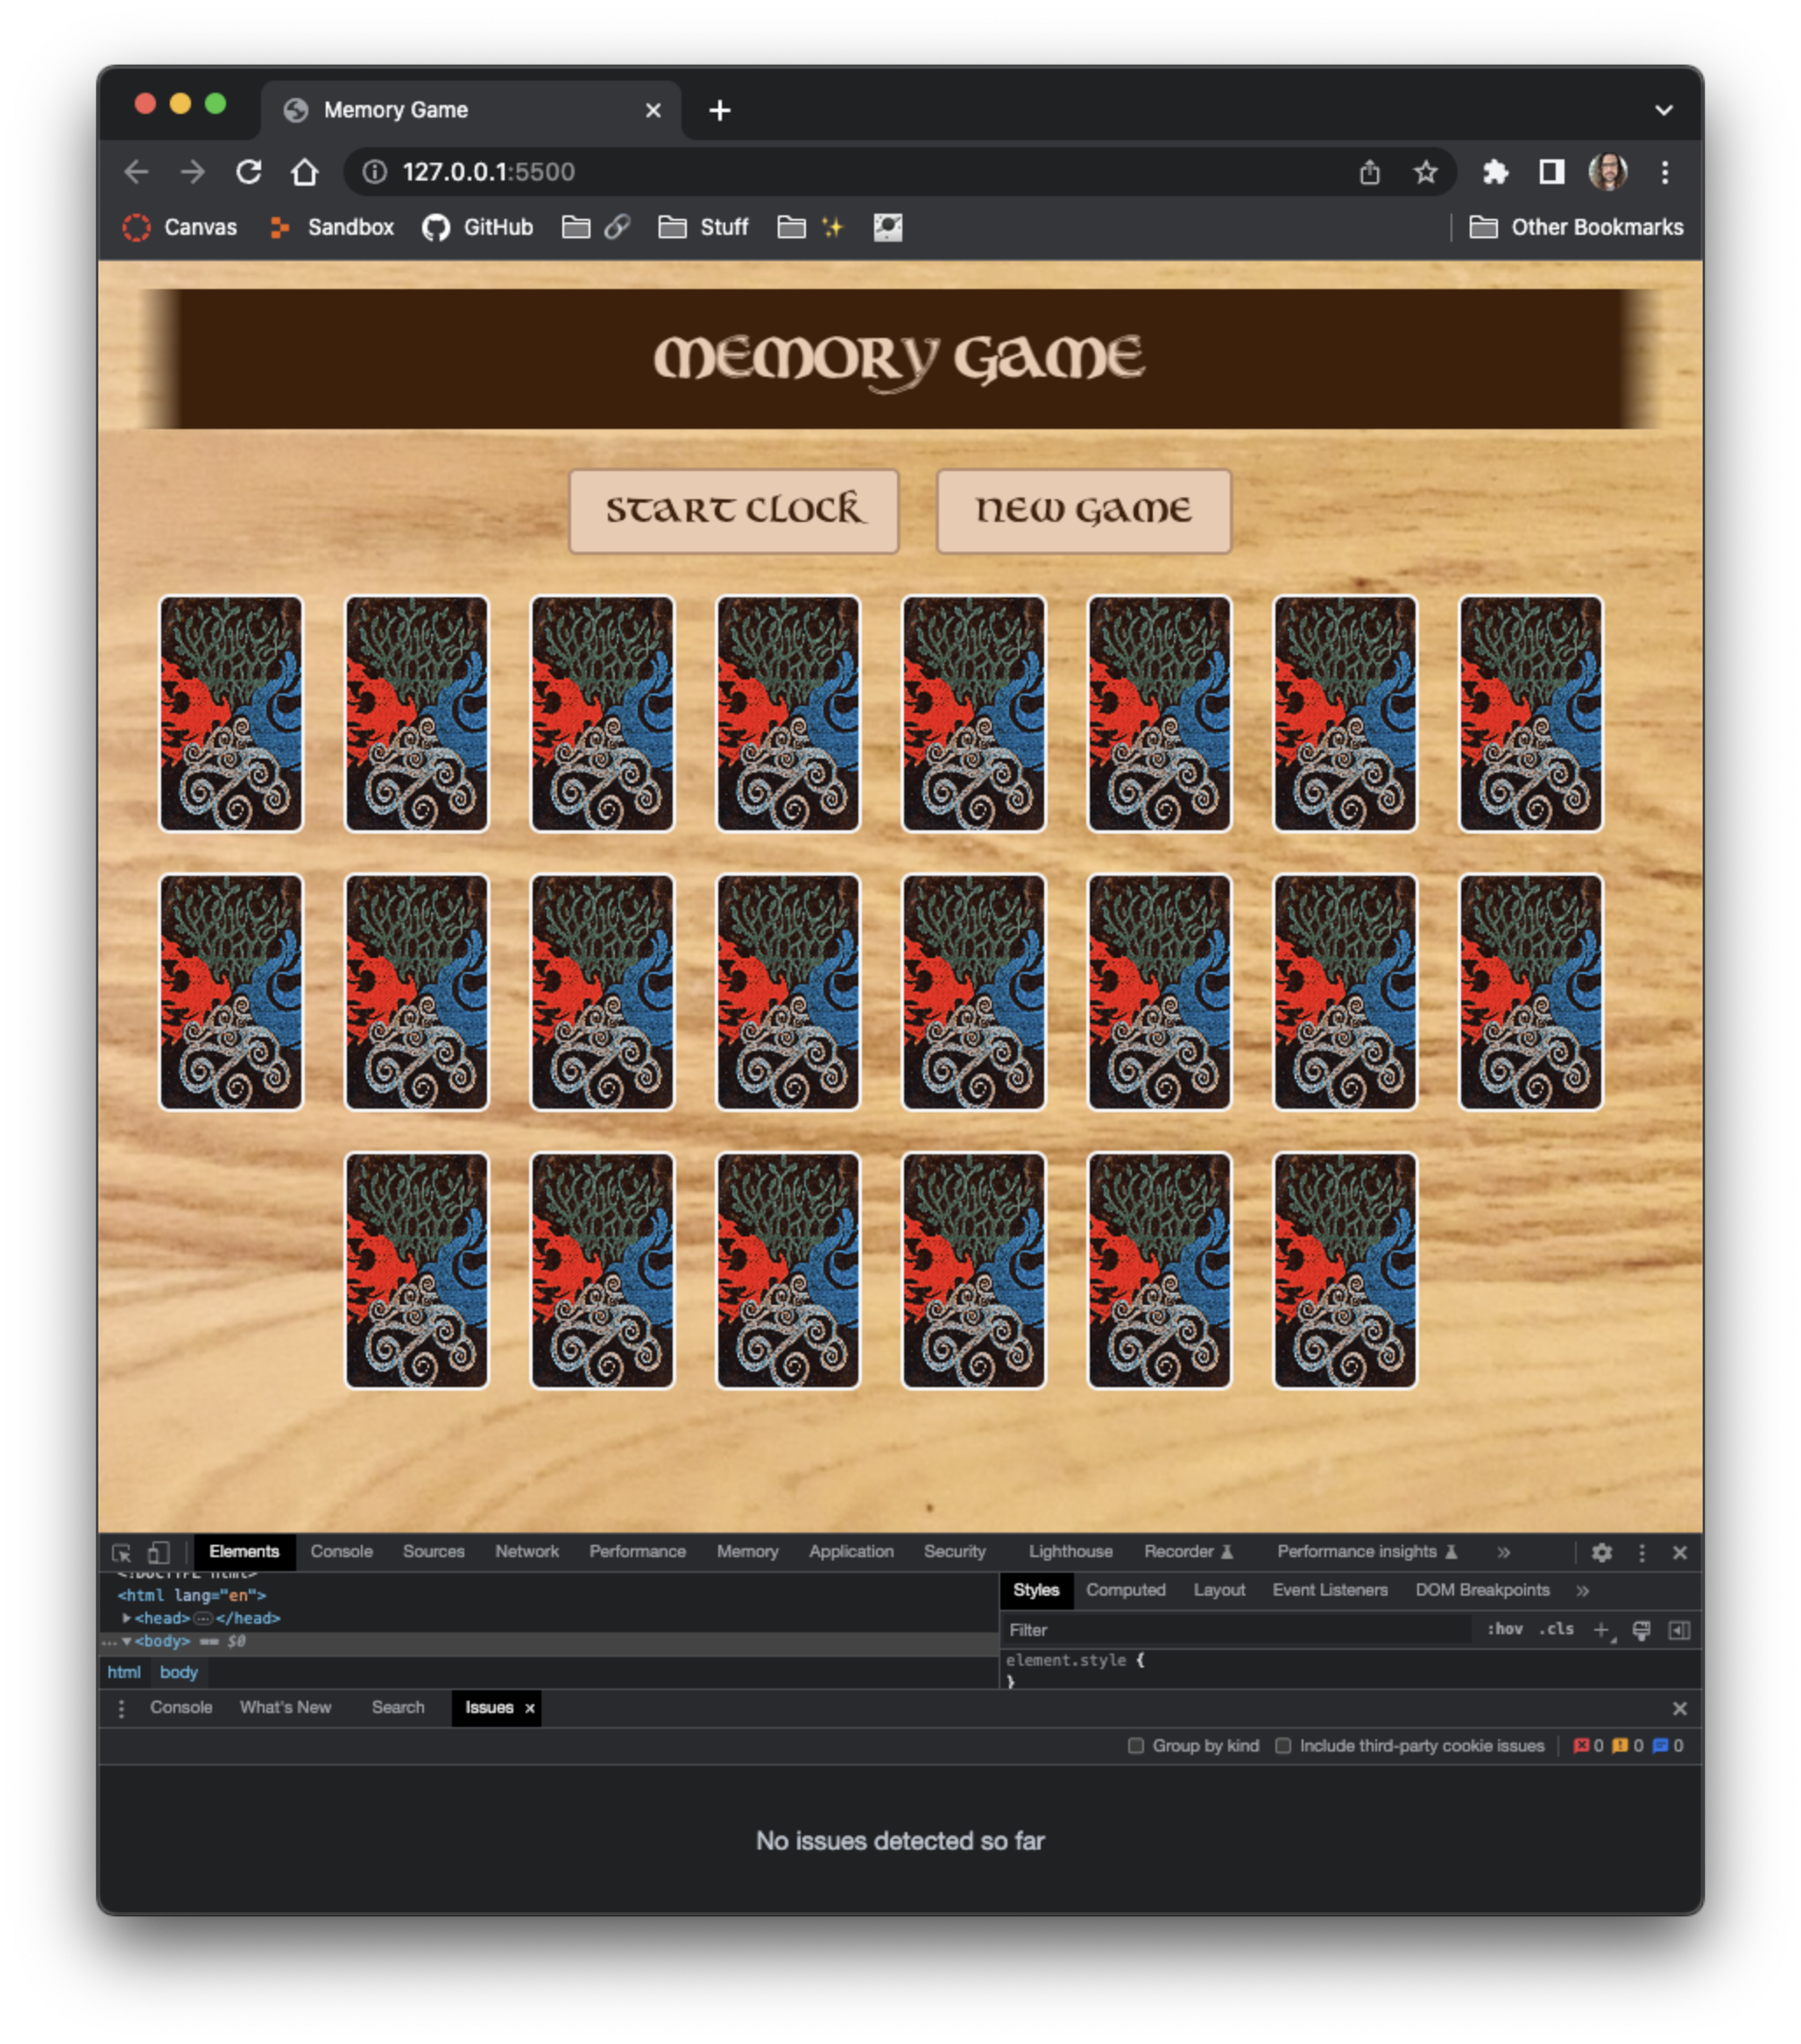 Memory Game
127.0.0.1:5500
Canvas Sandbox GitHub Stuff Other Bookmarks
MEMORY GAME
START CLOCK NEW GAME
Elements Console Sources Network Performance Memory Application Security Lighthouse Recorder Performance insights »
<!DOCTYPE html>
<html lang="en">
<head>…</head>
... <body> == $0
html body
Styles Computed Layout Event Listeners DOM Breakpoints »
Filter :hov .cls +
element.style {
}
Console What's New Search Issues ×
Group by kind Include third-party cookie issues 0 0 0
No issues detected so far